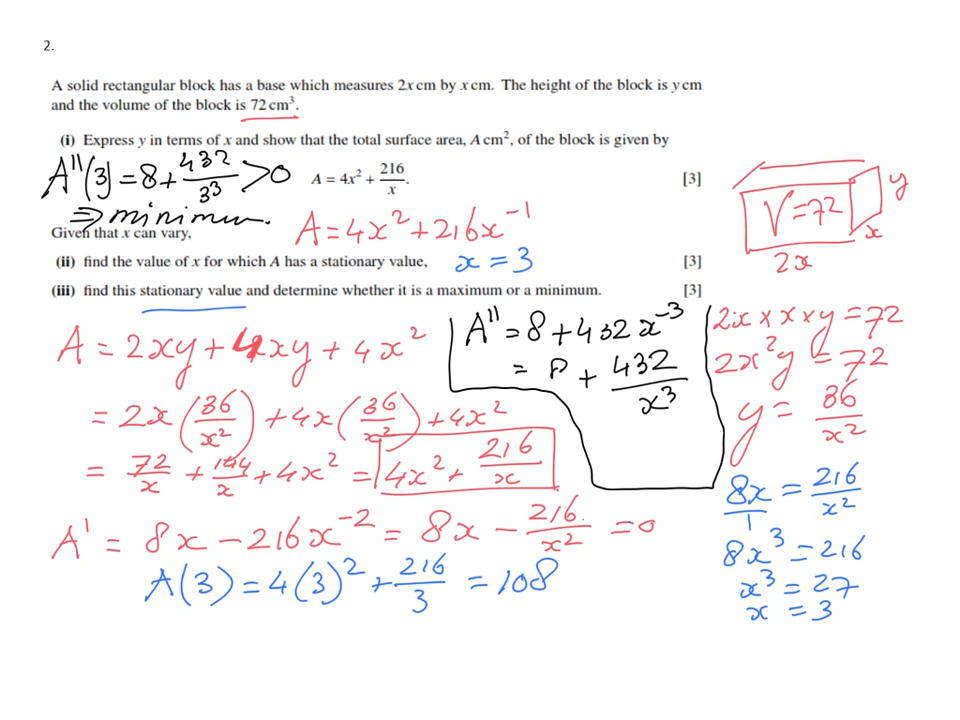 2.
A solid rectangular block has a base which measures 2x cm by x cm. The height of the block is y cm
and the volume of the block is 72 cm³.
(i) Express y in terms of x and show that the total surface area, A cm², of the block is given by
A = 4x² + 216/x. [3]
A''(3) = 8 + 432/3³ > 0
⇒ minimum.
Given that x can vary,
A = 4x² + 216x⁻¹
(ii) find the value of x for which A has a stationary value, [3]
x = 3
(iii) find this stationary value and determine whether it is a maximum or a minimum. [3]
V = 72
y
x
2x
A = 2xy + 4xy + 4x²
= 2x(36/x²) + 4x(36/x²) + 4x²
= 72/x + 144/x + 4x² = 4x² + 216/x
A' = 8x - 216x⁻² = 8x - 216/x² = 0
A(3) = 4(3)² + 216/3 = 108
A'' = 8 + 432x⁻³
= 8 + 432/x³
2x × x × y = 72
2x²y = 72
y = 36/x²
8x/1 = 216/x²
8x³ = 216
x³ = 27
x = 3